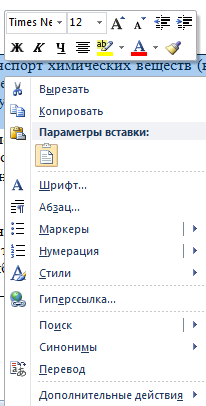 Times Ne 12
Ж К Ч
спорт химических веществ (
Вырезать
Копировать
Параметры вставки:
Шрифт...
Абзац...
Маркеры
Нумерация
Стили
Гиперссылка...
Поиск
Синонимы
Перевод
Дополнительные действия